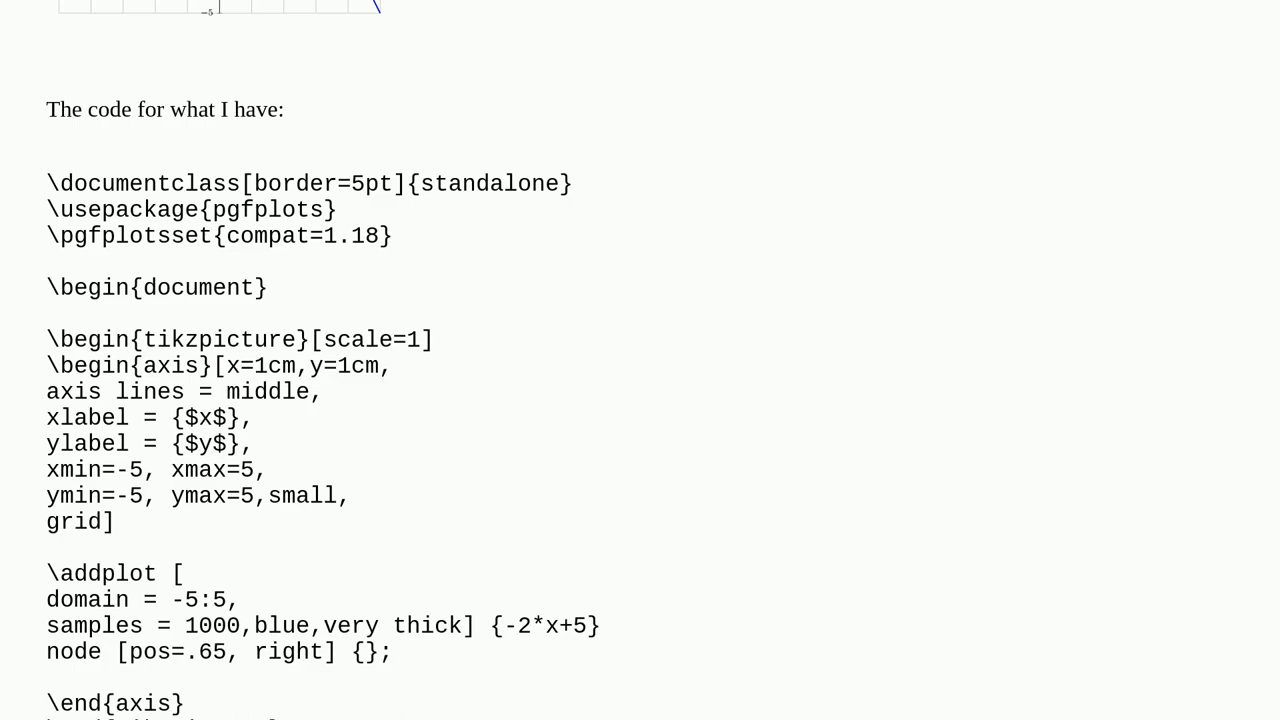 −5
The code for what I have:
\documentclass[border=5pt]{standalone}
\usepackage{pgfplots}
\pgfplotsset{compat=1.18}
\begin{document}
\begin{tikzpicture}[scale=1]
\begin{axis}[x=1cm,y=1cm,
axis lines = middle,
xlabel = {$x$},
ylabel = {$y$},
xmin=-5, xmax=5,
ymin=-5, ymax=5,small,
grid]
\addplot [
domain = -5:5,
samples = 1000,blue,very thick] {-2*x+5}
node [pos=.65, right] {};
\end{axis}